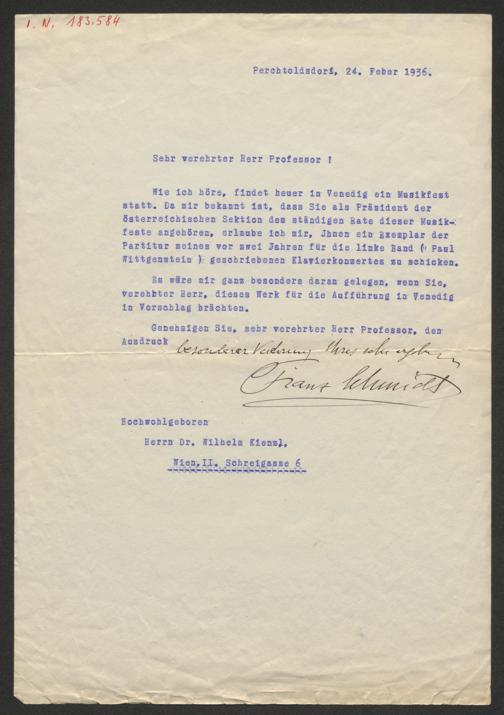 I. N. 183.584
Perchtoldsdorf, 24. Feber 1936.
Sehr verehrter Herr Professor !
Wie ich höre, findet heuer in Venedig ein Musikfest
statt. Da mir bekannt ist, dass Sie als Präsident der
österreichischen Sektion des ständigen Rate dieser Musik-
feste angehören, erlaube ich mir, Jhnen ein Exemplar der
Partitur meines vor zwei Jahren für die linke Hand ( Paul
Wittgenstein ) geschriebenen Klavierkonzertes zu schicken.
Es wäre mir ganz besonders daran gelegen, wenn Sie,
verehrter Herr, dieses Werk für die Aufführung in Venedig
in Vorschlag brächten.
Genehmigen Sie, sehr verehrter Herr Professor, den
Ausdruck besonderer Verehrung Ihres sehr ergebenen
Franz Schmidt
Hochwohlgeboren
Herrn Dr. Wilhelm Kienzl,
Wien, II. Schreigasse 6